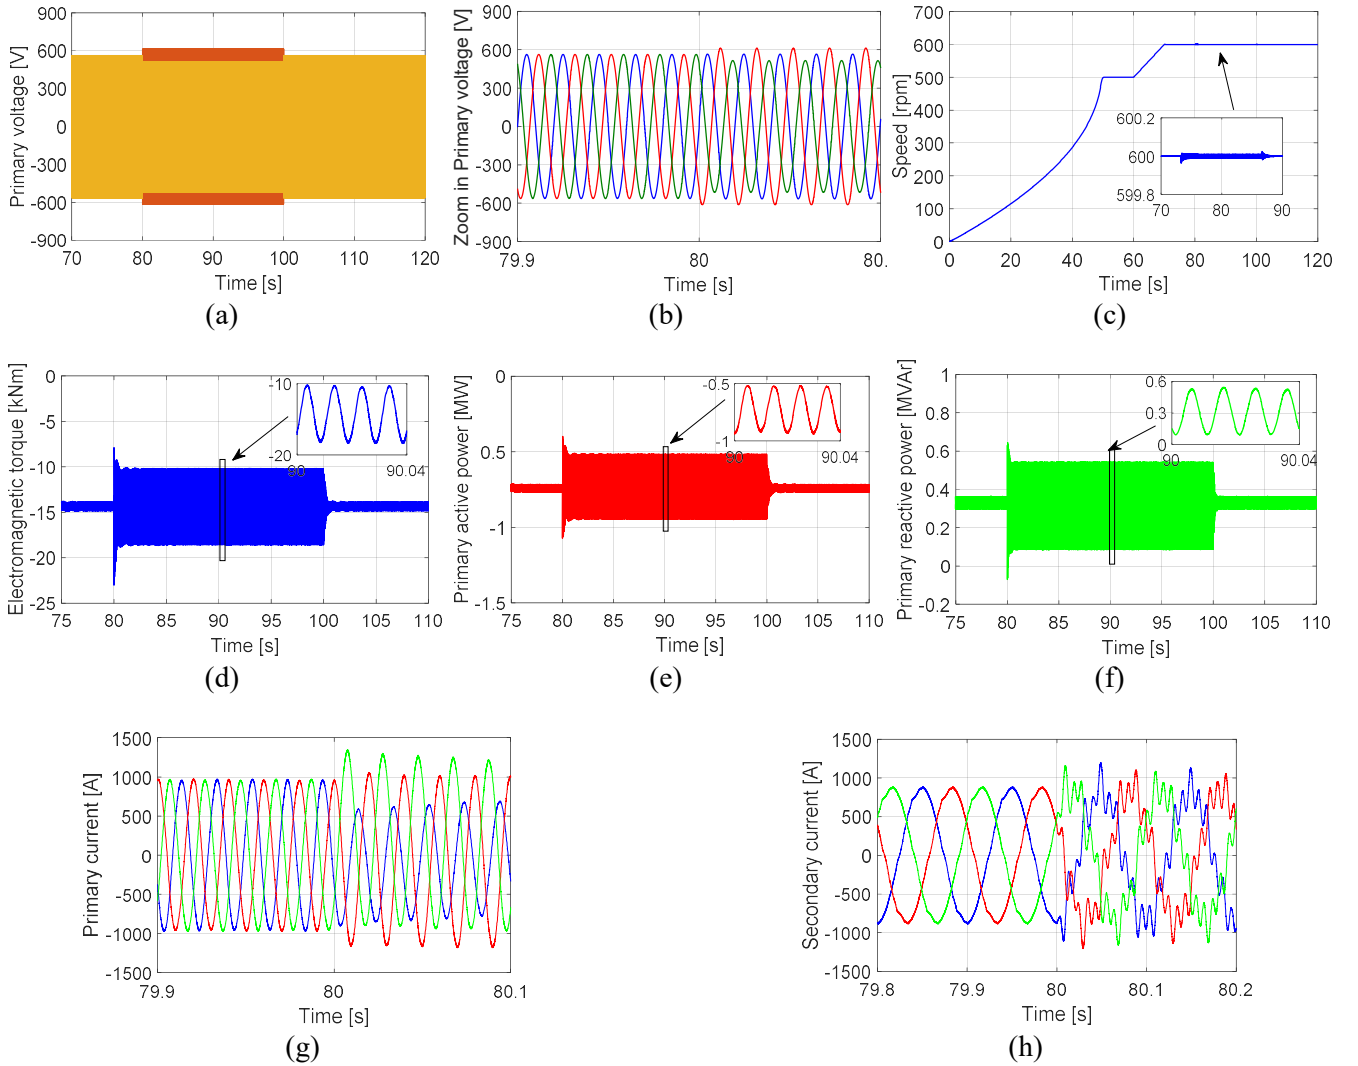 Primary voltage [V]
900
600
300
0
-300
-600
-900
70 80 90 100 110 120
Time [s]
(a)
Zoom in Primary voltage [V]
900
600
300
0
-300
-600
-900
79.9 80 80.
Time [s]
(b)
Speed [rpm]
700
600
500
400
300
200
100
0
0 20 40 60 80 100 120
Time [s]
600.2
600
599.8
70 80 90
(c)
Electromagnetic torque [kNm]
0
-5
-10
-15
-20
-25
75 80 85 90 95 100 105 110
Time [s]
-10
-20
90 90.04
(d)
Primary active power [MW]
0
-0.5
-1
-1.5
75 80 85 90 95 100 105 110
Time [s]
-0.5
-1
90 90.04
(e)
Primary reactive power [MVAr]
1
0.8
0.6
0.4
0.2
0
-0.2
75 80 85 90 95 100 105 110
Time [s]
0.6
0.3
0
90 90.04
(f)
Primary current [A]
1500
1000
500
0
-500
-1000
-1500
79.9 80 80.1
Time [s]
(g)
Secondary current [A]
1500
1000
500
0
-500
-1000
-1500
79.8 79.9 80 80.1 80.2
Time [s]
(h)